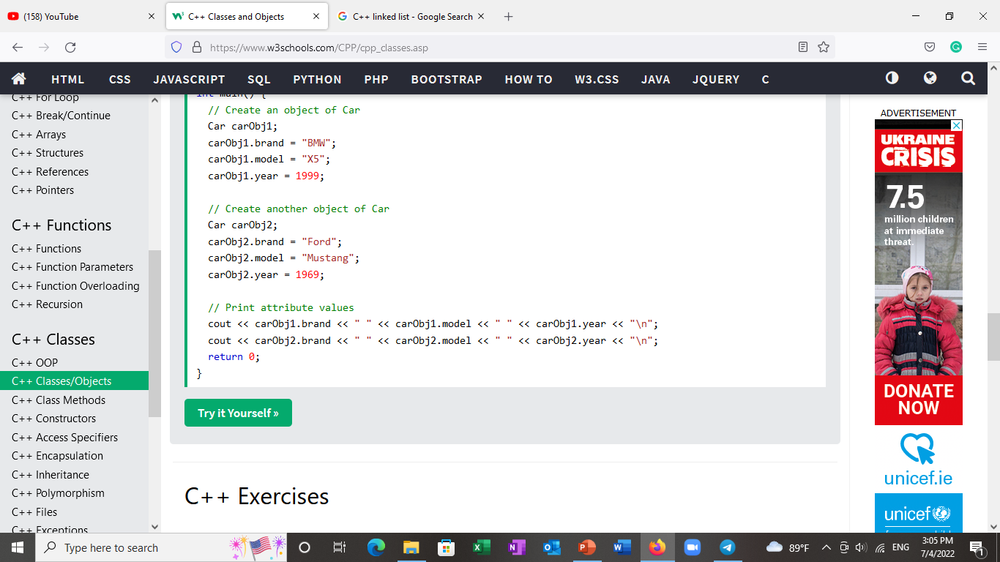 (158) YouTube
C++ Classes and Objects
C++ linked list - Google Search
https://www.w3schools.com/CPP/cpp_classes.asp
HTML CSS JAVASCRIPT SQL PYTHON PHP BOOTSTRAP HOW TO W3.CSS JAVA JQUERY C
C++ For Loop
C++ Break/Continue
C++ Arrays
C++ Structures
C++ References
C++ Pointers
C++ Functions
C++ Functions
C++ Function Parameters
C++ Function Overloading
C++ Recursion
C++ Classes
C++ OOP
C++ Classes/Objects
C++ Class Methods
C++ Constructors
C++ Access Specifiers
C++ Encapsulation
C++ Inheritance
C++ Polymorphism
C++ Files
C++ Exceptions
int main() {
// Create an object of Car
Car carObj1;
carObj1.brand = "BMW";
carObj1.model = "X5";
carObj1.year = 1999;
// Create another object of Car
Car carObj2;
carObj2.brand = "Ford";
carObj2.model = "Mustang";
carObj2.year = 1969;
// Print attribute values
cout << carObj1.brand << " " << carObj1.model << " " << carObj1.year << "\n";
cout << carObj2.brand << " " << carObj2.model << " " << carObj2.year << "\n";
return 0;
}
Try it Yourself »
C++ Exercises
ADVERTISEMENT
UKRAINE
CRISIS
7.5
million children
at immediate
threat.
DONATE
NOW
unicef.ie
unicef
Type here to search
89°F
ENG
3:05 PM
7/4/2022
1